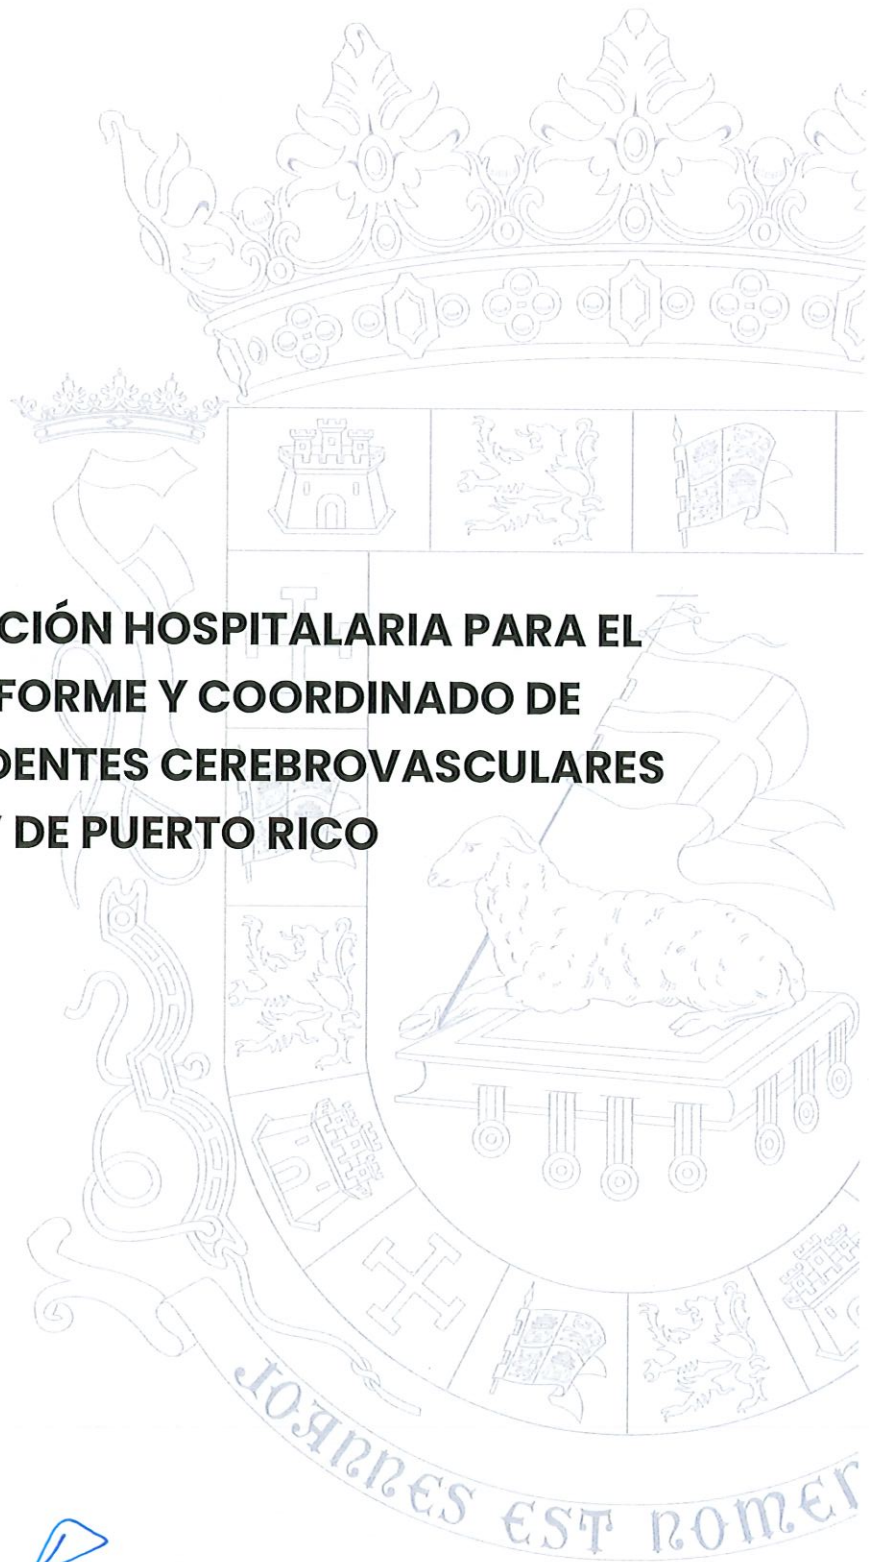 CIÓN HOSPITALARIA PARA EL
FORME Y COORDINADO DE
DENTES CEREBROVASCULARES
DE PUERTO RICO
JOANNES EST NOMEN